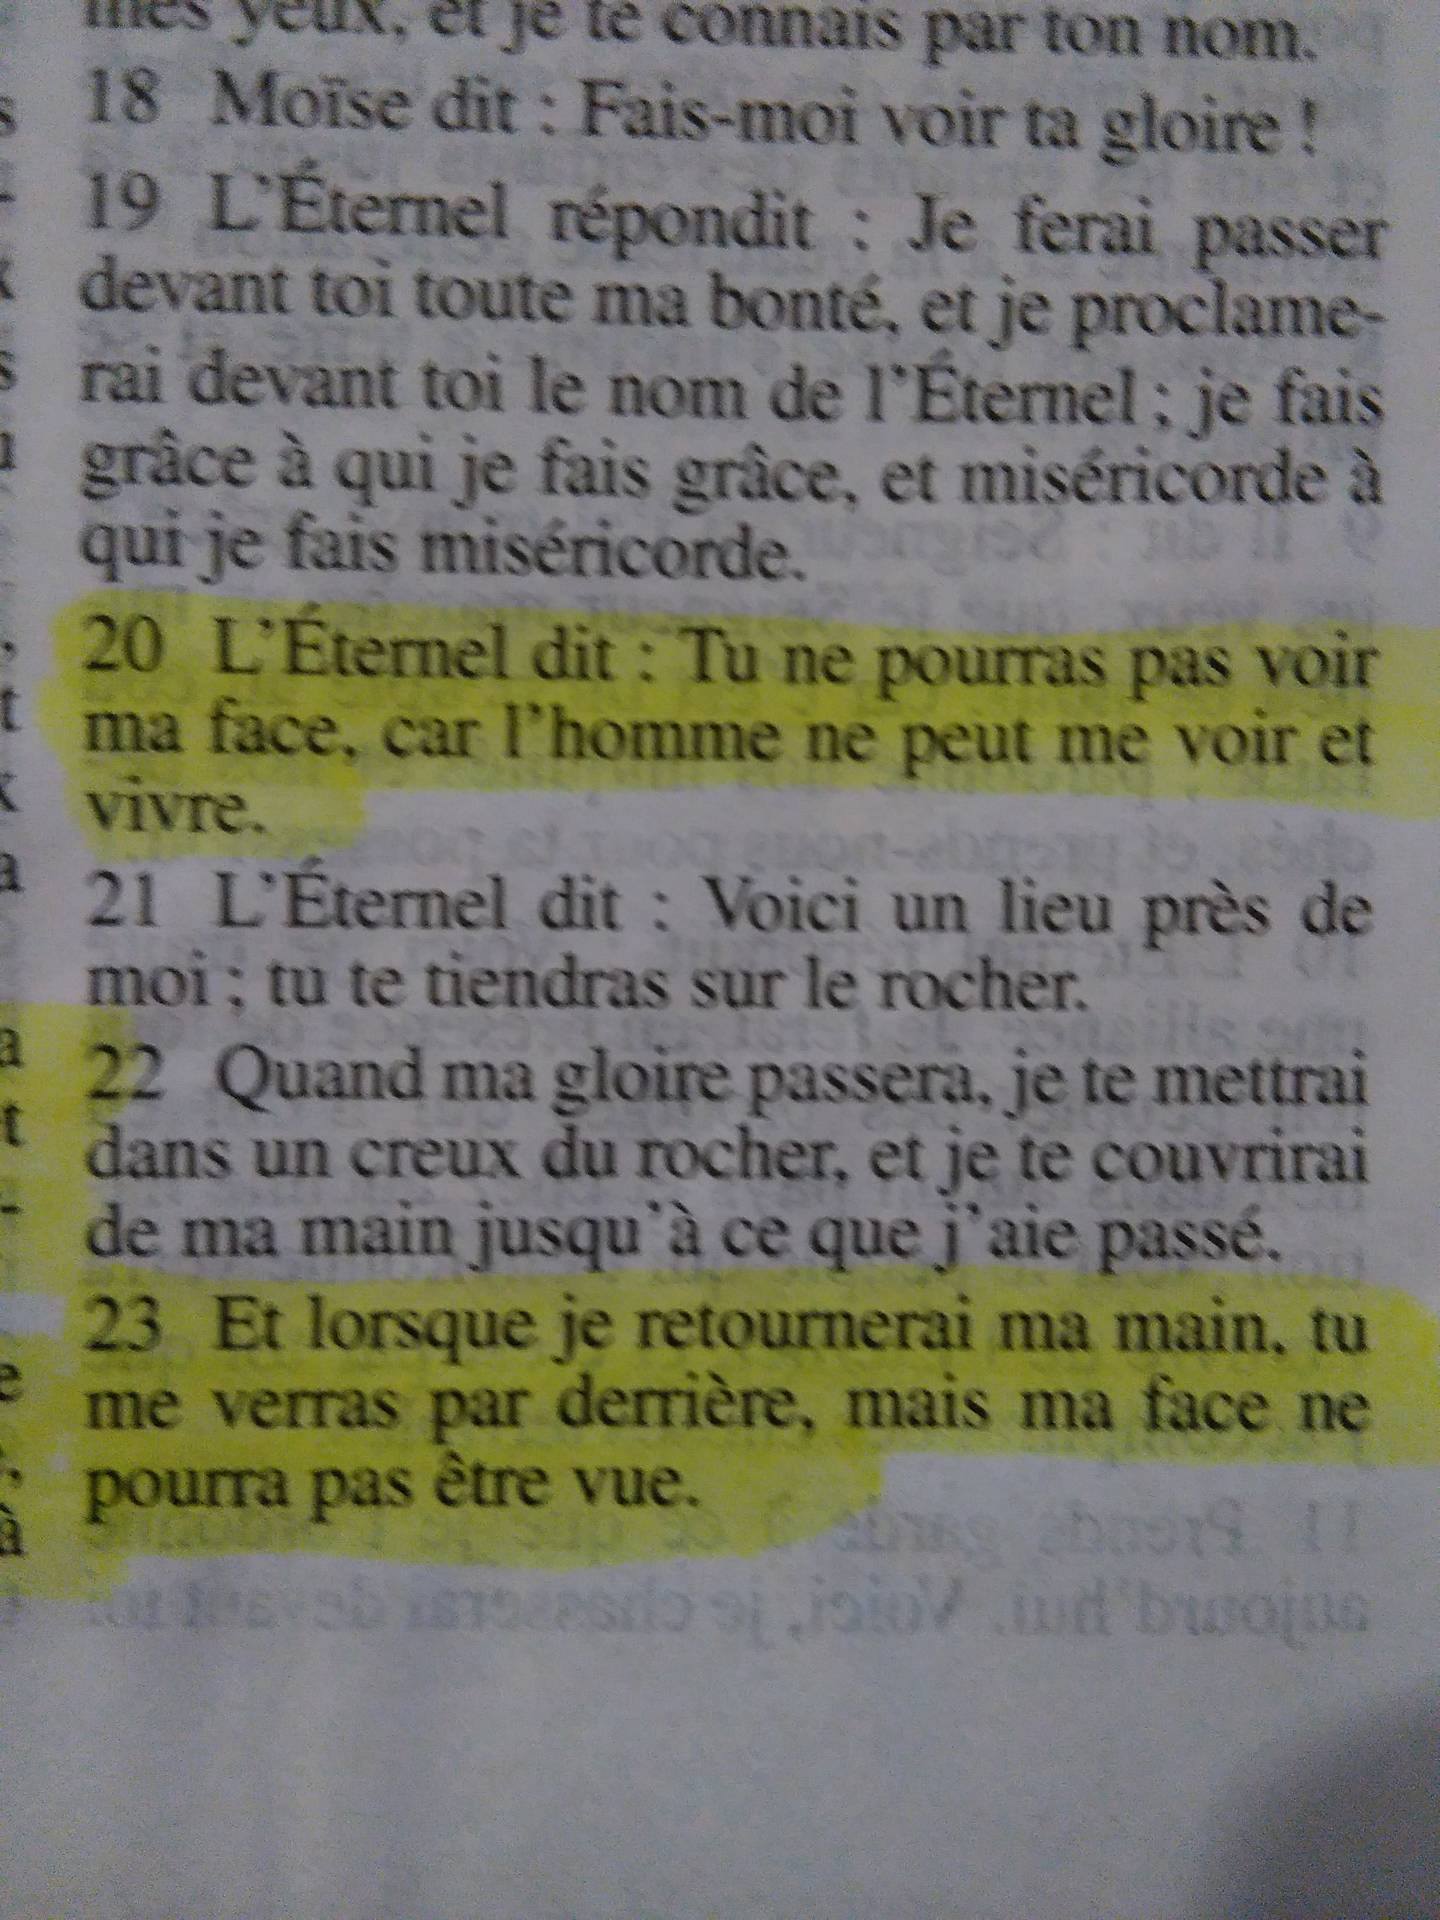 mes yeux, et je te connais par ton nom.
18 Moïse dit : Fais-moi voir ta gloire !
19 L'Éternel répondit : Je ferai passer
devant toi toute ma bonté, et je proclame-
rai devant toi le nom de l'Éternel ; je fais
grâce à qui je fais grâce, et miséricorde à
qui je fais miséricorde.
20 L'Éternel dit : Tu ne pourras pas voir
ma face, car l'homme ne peut me voir et
vivre.
21 L'Éternel dit : Voici un lieu près de
moi ; tu te tiendras sur le rocher.
22 Quand ma gloire passera, je te mettrai
dans un creux du rocher, et je te couvrirai
de ma main jusqu'à ce que j'aie passé.
23 Et lorsque je retournerai ma main, tu
me verras par derrière, mais ma face ne
pourra pas être vue.